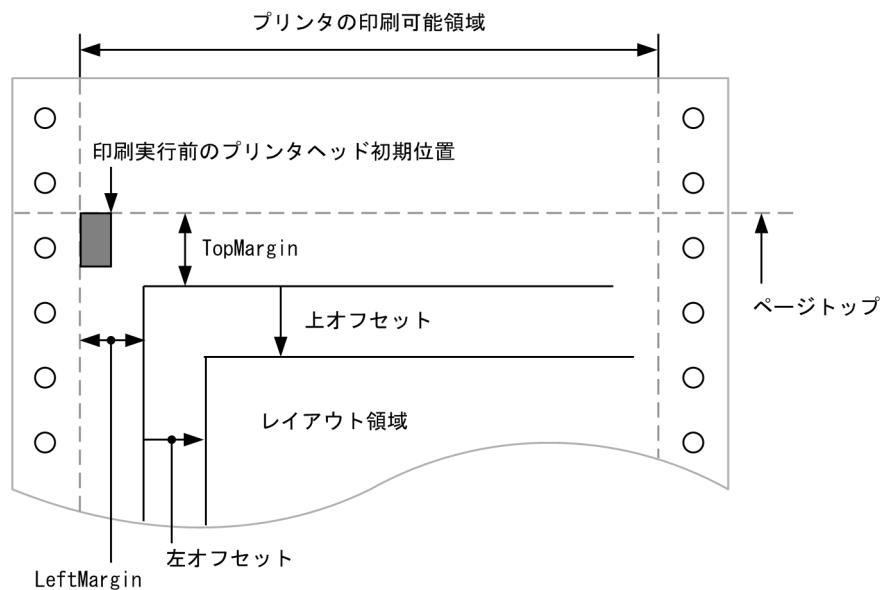 プリンタの印刷可能領域
印刷実行前のプリンタヘッド初期位置
TopMargin
ページトップ
上オフセット
レイアウト領域
左オフセット
LeftMargin